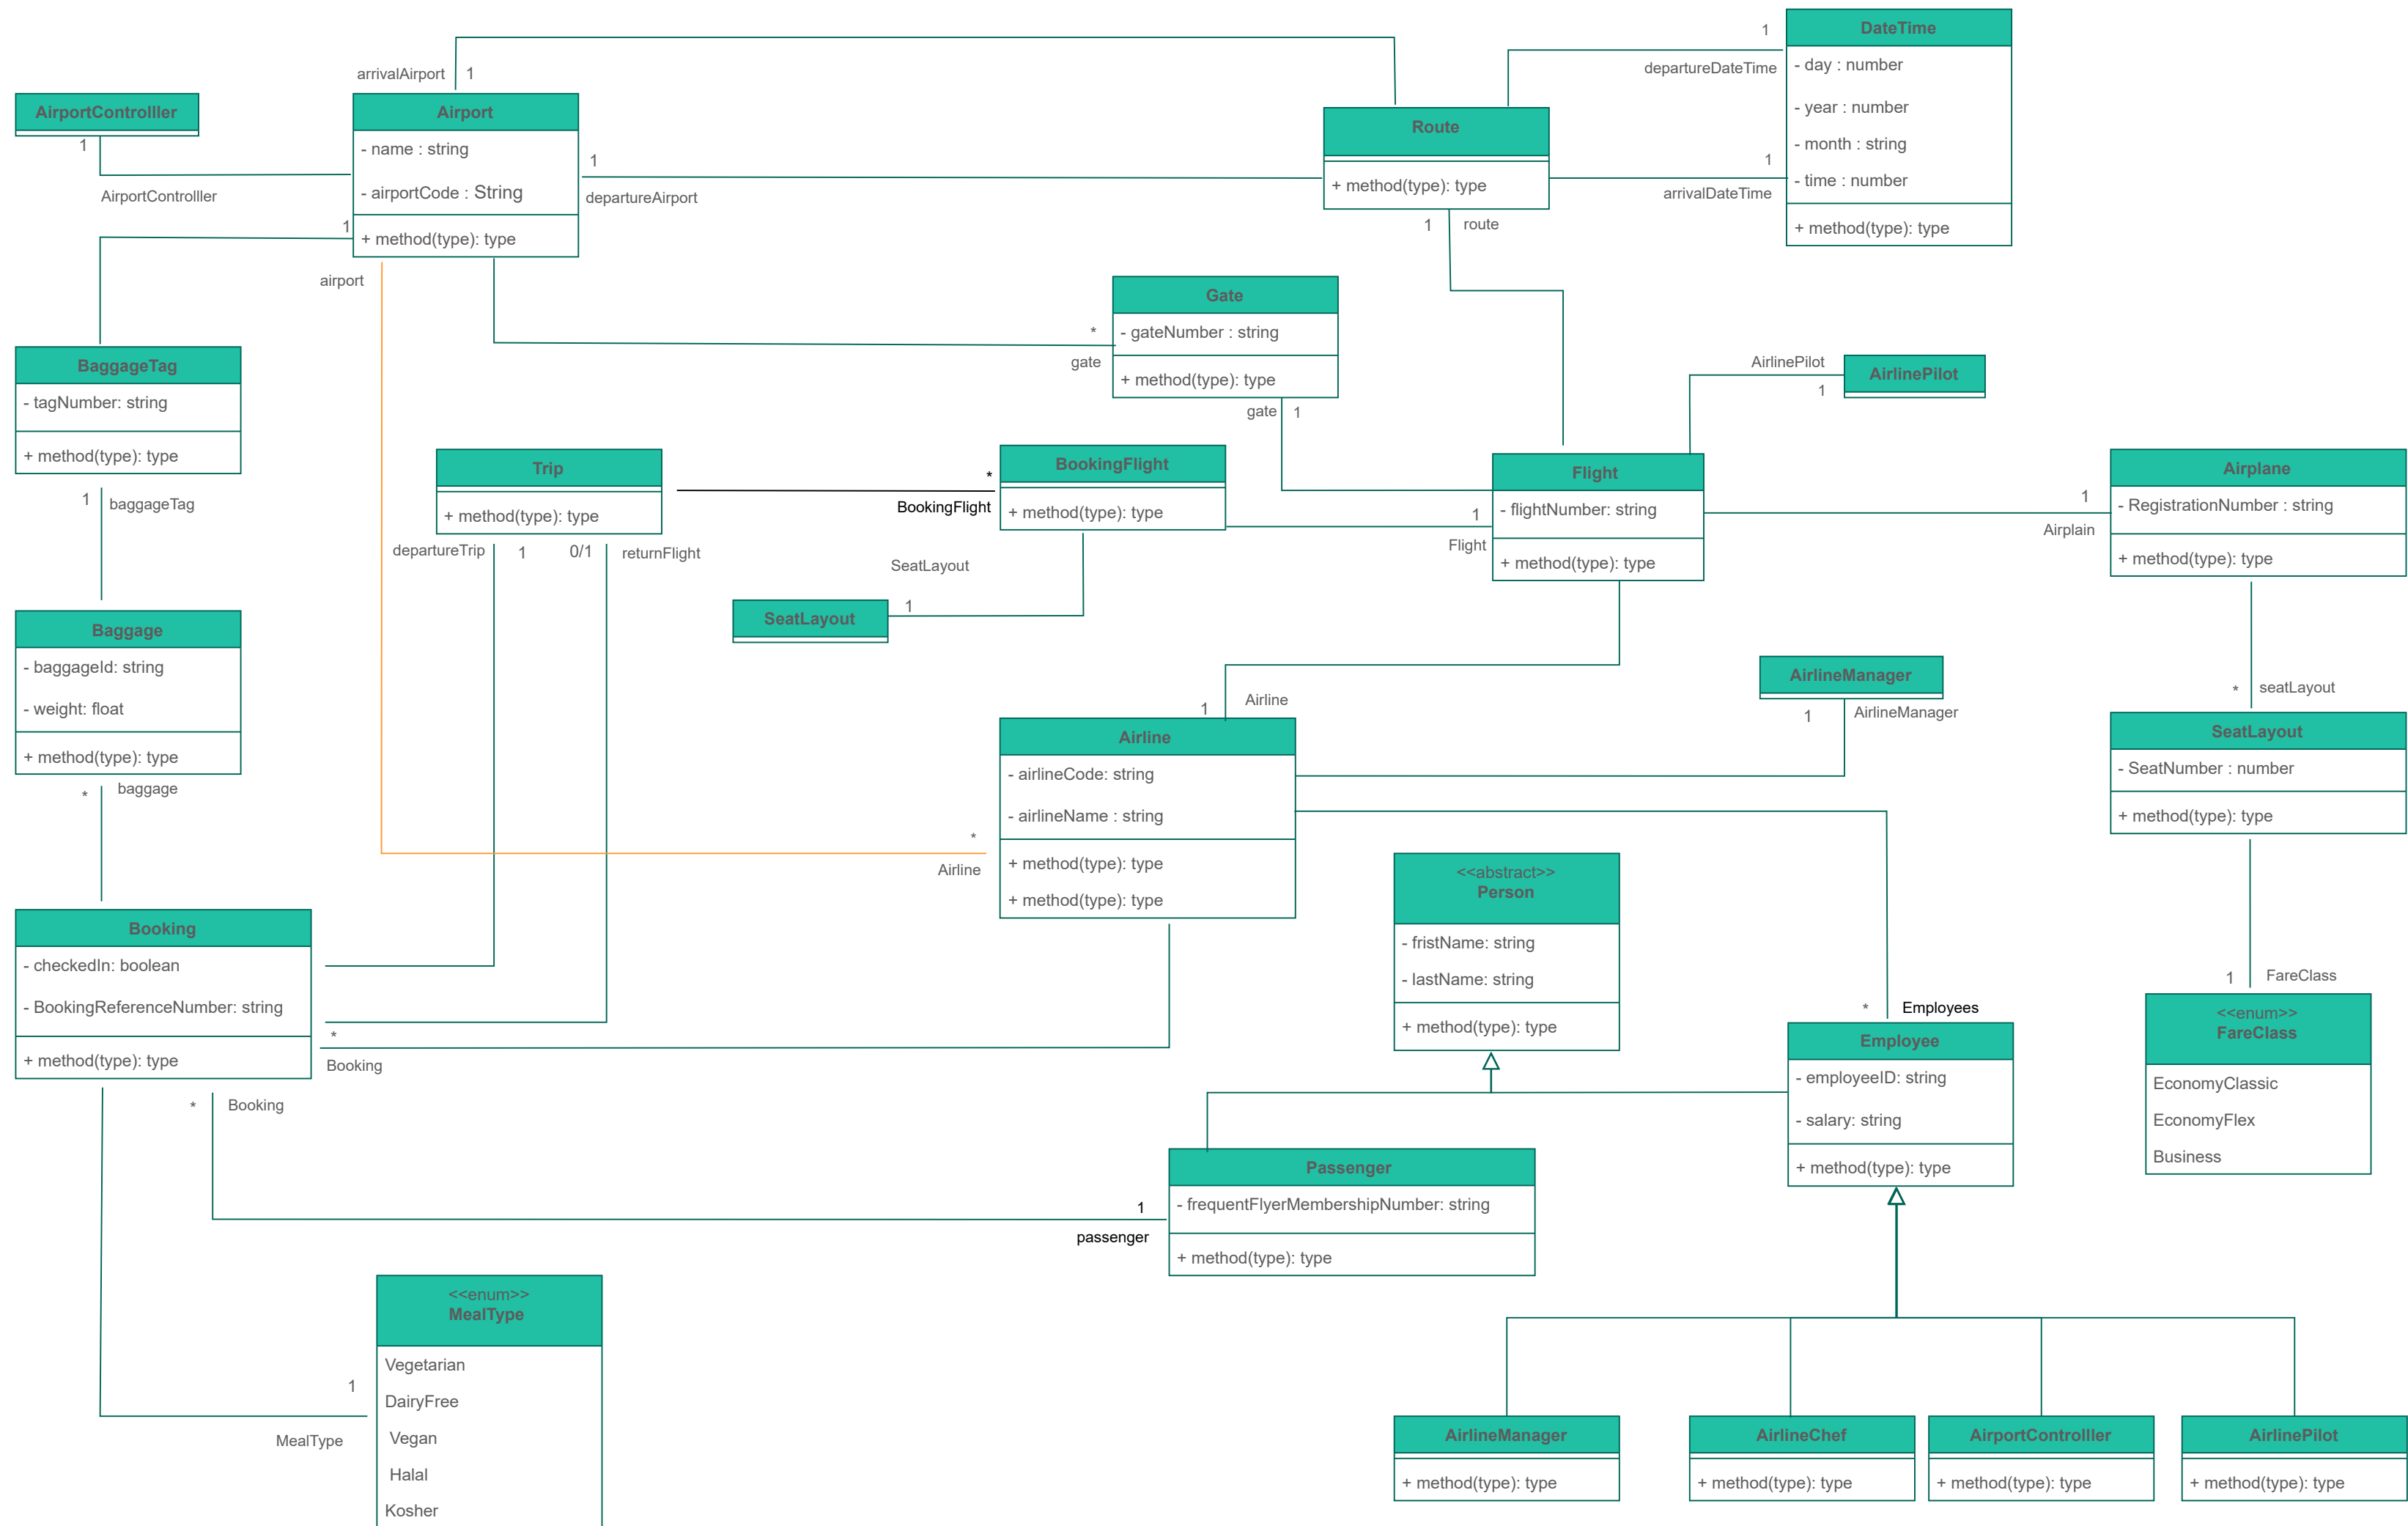 1
DateTime
departureDateTime
- day : number
- year : number
- month : string
- time : number
+ method(type): type
1
arrivalDateTime
arrivalAirport
1
AirportControlller
1
AirportControlller
Airport
- name : string
- airportCode : String
+ method(type): type
1
departureAirport
Route
+ method(type): type
1
route
1
airport
Gate
- gateNumber : string
+ method(type): type
*
gate
gate
1
AirlinePilot
1
AirlinePilot
BaggageTag
- tagNumber: string
+ method(type): type
1
baggageTag
Trip
+ method(type): type
departureTrip
1
0/1
returnFlight
*
BookingFlight
BookingFlight
+ method(type): type
1
Flight
Flight
- flightNumber: string
+ method(type): type
1
Airplain
Airplane
- RegistrationNumber : string
+ method(type): type
SeatLayout
SeatLayout
1
Baggage
- baggageId: string
- weight: float
+ method(type): type
*
baggage
1
Airline
AirlineManager
1
AirlineManager
*
seatLayout
SeatLayout
- SeatNumber : number
+ method(type): type
Airline
- airlineCode: string
- airlineName : string
+ method(type): type
+ method(type): type
*
Airline
<<abstract>>
Person
- fristName: string
- lastName: string
+ method(type): type
Booking
- checkedIn: boolean
- BookingReferenceNumber: string
+ method(type): type
*
Booking
*
Booking
*
Employees
Employee
- employeeID: string
- salary: string
+ method(type): type
1
FareClass
<<enum>>
FareClass
EconomyClassic
EconomyFlex
Business
Passenger
- frequentFlyerMembershipNumber: string
+ method(type): type
1
passenger
<<enum>>
MealType
Vegetarian
DairyFree
Vegan
Halal
Kosher
1
MealType
AirlineManager
+ method(type): type
AirlineChef
+ method(type): type
AirportControlller
+ method(type): type
AirlinePilot
+ method(type): type